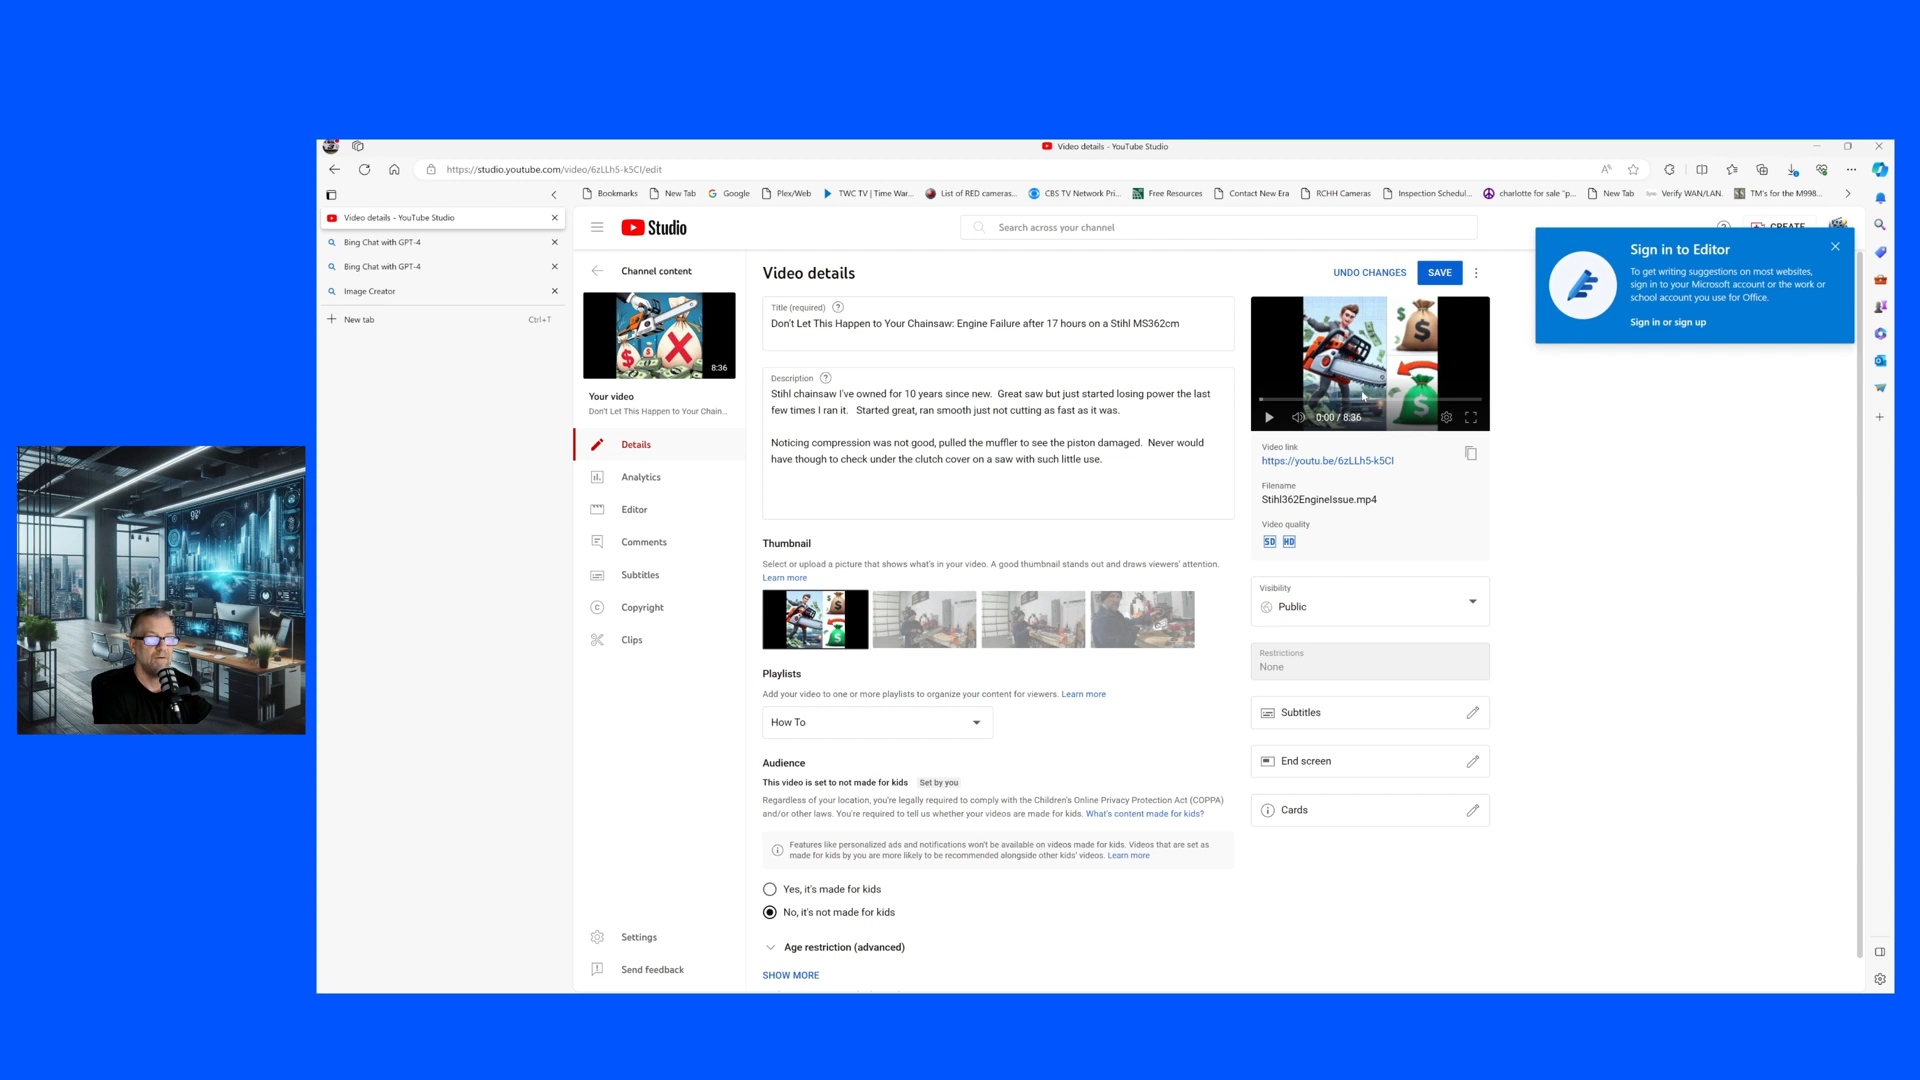 Video details - YouTube Studio
https://studio.youtube.com/video/6zLLh5-k5CI/edit
Bookmarks
New Tab
Google
Plex/Web
TWC TV | Time War...
List of RED cameras...
CBS TV Network Pri...
Free Resources
Contact New Era
RCHH Cameras
Inspection Schedul...
charlotte for sale "p...
New Tab
Verify WAN/LAN.
TM's for the M998...
Video details - YouTube Studio
Bing Chat with GPT-4
Bing Chat with GPT-4
Image Creator
New tab
Ctrl+T
Studio
Search across your channel
CREATE
Sign in to Editor
To get writing suggestions on most websites,
sign in to your Microsoft account or the work or
school account you use for Office.
Sign in or sign up
Channel content
8:36
Your video
Don't Let This Happen to Your Chain...
Details
Analytics
Editor
Comments
Subtitles
Copyright
Clips
Settings
Send feedback
Video details
UNDO CHANGES
SAVE
Title (required)
Don't Let This Happen to Your Chainsaw: Engine Failure after 17 hours on a Stihl MS362cm
Description
Stihl chainsaw I've owned for 10 years since new.  Great saw but just started losing power the last
few times I ran it.   Started great, ran smooth just not cutting as fast as it was.
Noticing compression was not good, pulled the muffler to see the piston damaged.  Never would
have though to check under the clutch cover on a saw with such little use.
Thumbnail
Select or upload a picture that shows what's in your video. A good thumbnail stands out and draws viewers' attention.
Learn more
Playlists
Add your video to one or more playlists to organize your content for viewers. Learn more
How To
Audience
This video is set to not made for kids
Set by you
Regardless of your location, you're legally required to comply with the Children's Online Privacy Protection Act (COPPA)
and/or other laws. You're required to tell us whether your videos are made for kids. What's content made for kids?
Features like personalized ads and notifications won't be available on videos made for kids. Videos that are set as
made for kids by you are more likely to be recommended alongside other kids' videos. Learn more
Yes, it's made for kids
No, it's not made for kids
Age restriction (advanced)
SHOW MORE
0:00 / 8:36
Video link
https://youtu.be/6zLLh5-k5CI
Filename
Stihl362EngineIssue.mp4
Video quality
SD HD
Visibility
Public
Restrictions
None
Subtitles
End screen
Cards